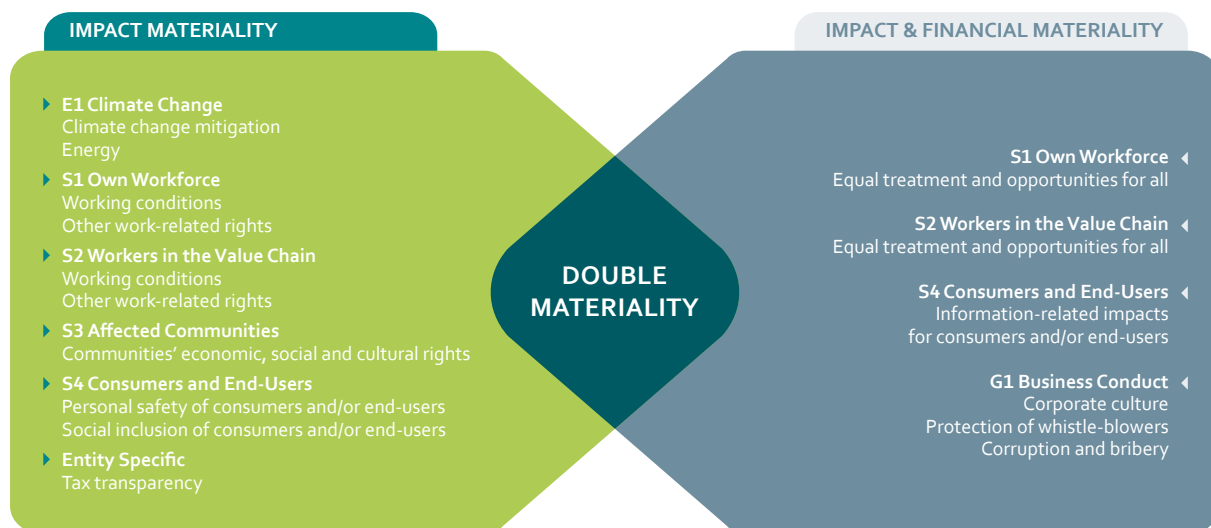 IMPACT MATERIALITY
E1 Climate Change
Climate change mitigation
Energy
S1 Own Workforce
Working conditions
Other work-related rights
S2 Workers in the Value Chain
Working conditions
Other work-related rights
S3 Affected Communities
Communities’ economic, social and cultural rights
S4 Consumers and End-Users
Personal safety of consumers and/or end-users
Social inclusion of consumers and/or end-users
Entity Specific
Tax transparency
DOUBLE
MATERIALITY
IMPACT & FINANCIAL MATERIALITY
S1 Own Workforce
Equal treatment and opportunities for all
S2 Workers in the Value Chain
Equal treatment and opportunities for all
S4 Consumers and End-Users
Information-related impacts
for consumers and/or end-users
G1 Business Conduct
Corporate culture
Protection of whistle-blowers
Corruption and bribery